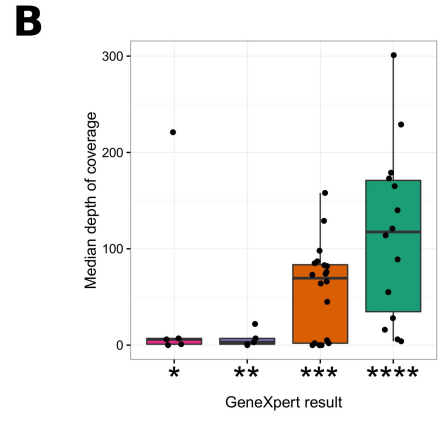 B
Median depth of coverage
300
200
100
0
* ** *** ****
GeneXpert result